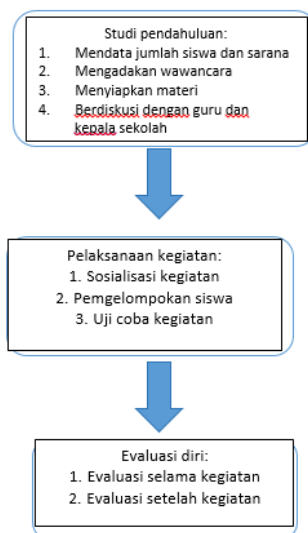 Studi pendahuluan:
1. Mendata jumlah siswa dan sarana
2. Mengadakan wawancara
3. Menyiapkan materi
4. Berdiskusi dengan guru dan
kepala sekolah
Pelaksanaan kegiatan:
1. Sosialisasi kegiatan
2. Pemgelompokan siswa
3. Uji coba kegiatan
Evaluasi diri:
1. Evaluasi selama kegiatan
2. Evaluasi setelah kegiatan